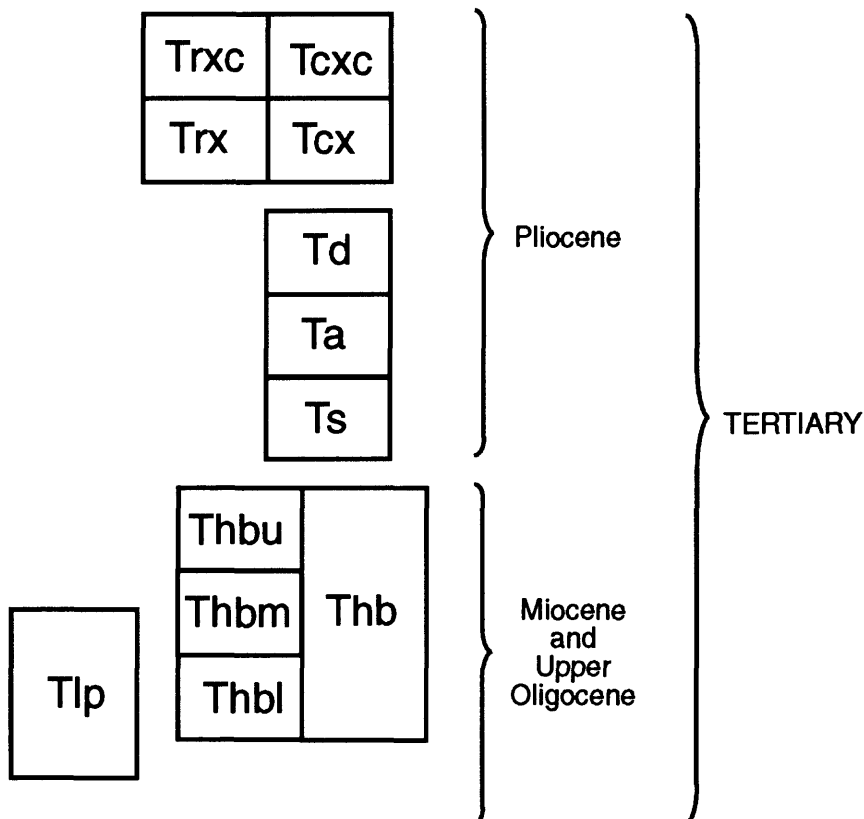 Trxc Tcxc
Trx Tcx
Td
Ta
Ts
Pliocene
TERTIARY
Thbu
Thbm
Thbl
Thb
Tlp
Miocene
and
Upper
Oligocene